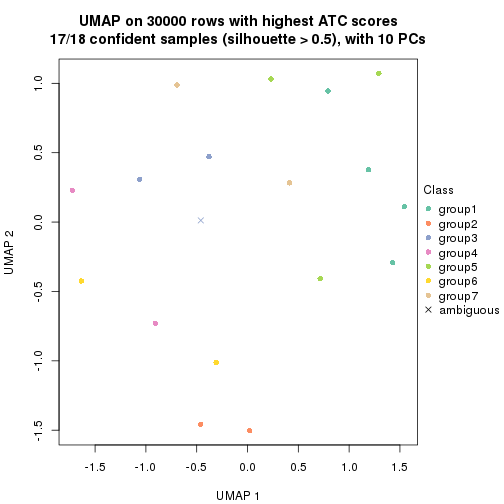 UMAP on 30000 rows with highest ATC scores
17/18 confident samples (silhouette > 0.5), with 10 PCs
1.0
0.5
0.0
-0.5
-1.0
-1.5
UMAP 2
-1.5 -1.0 -0.5 0.0 0.5 1.0 1.5
UMAP 1
Class
group1
group2
group3
group4
group5
group6
group7
ambiguous